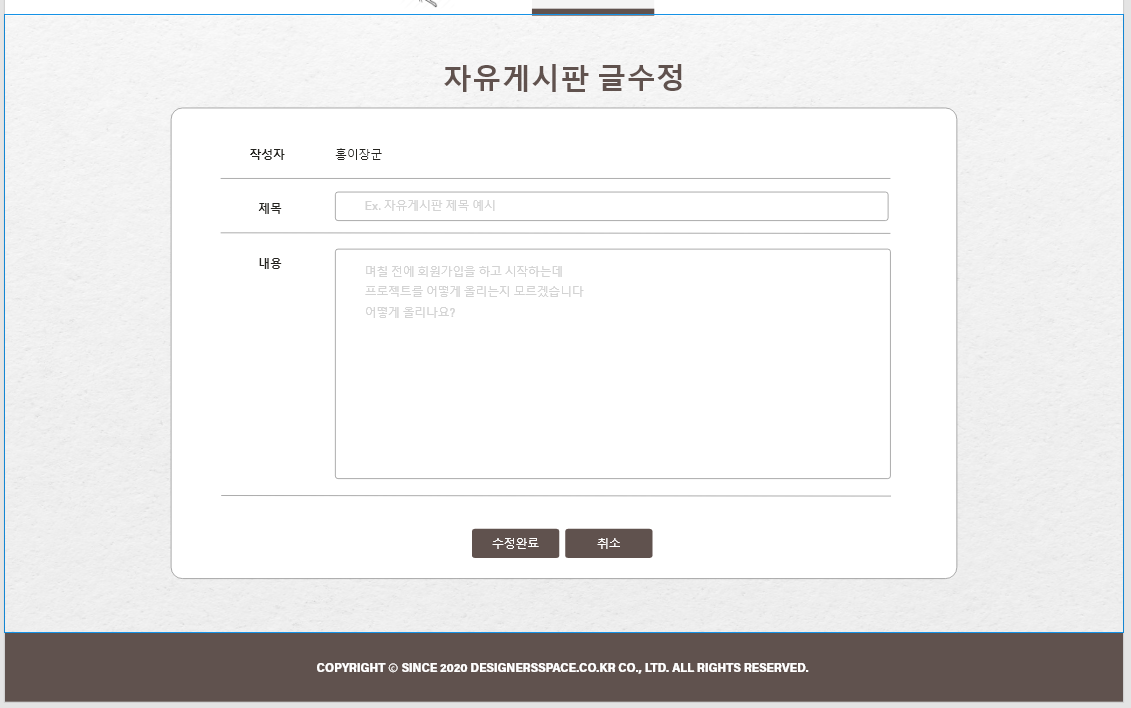 자유게시판 글수정
작성자 홍이장군
제목 Ex. 자유게시판 제목 예시
내용 며칠 전에 회원가입을 하고 시작하는데
프로젝트를 어떻게 올리는지 모르겠습니다
어떻게 올리나요?
수정완료 취소
COPYRIGHT © SINCE 2020 DESIGNERSSPACE.CO.KR CO., LTD. ALL RIGHTS RESERVED.